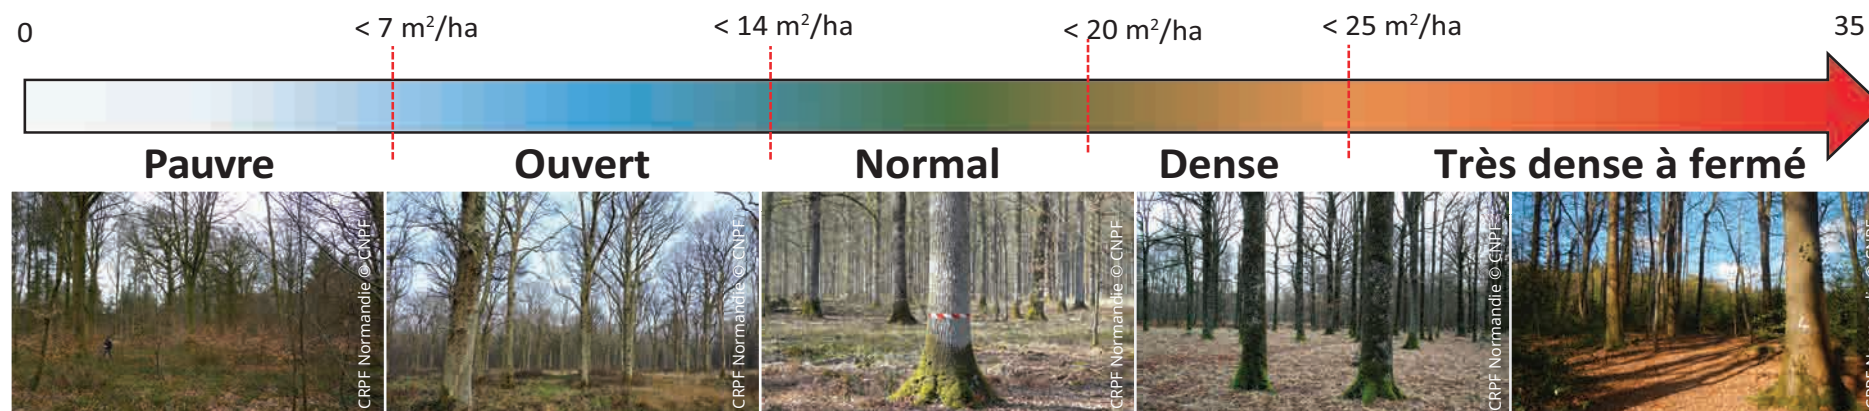 0
< 7 m²/ha
< 14 m²/ha
< 20 m²/ha
< 25 m²/ha
35
Pauvre
Ouvert
Normal
Dense
Très dense à fermé
CRPF Normandie © CNPF
CRPF Normandie © CNPF
CRPF Normandie © CNPF
CRPF Normandie © CNPF
4